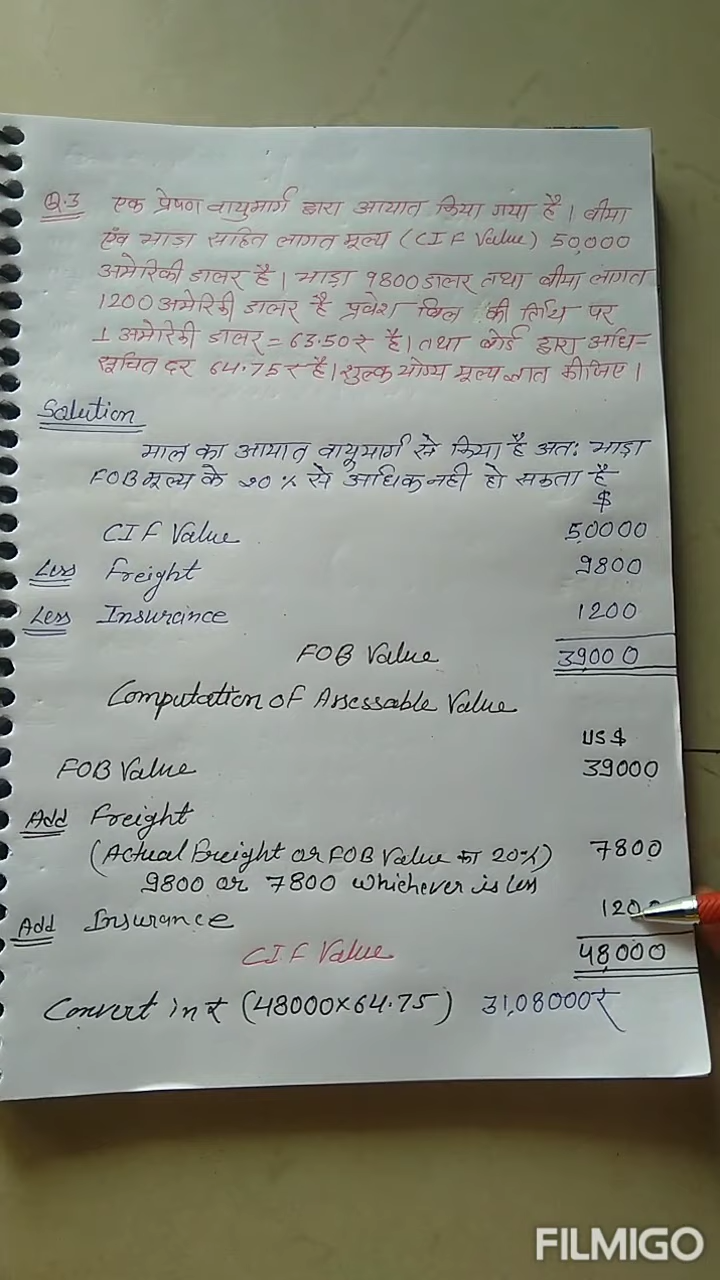 Q.3 एक प्रेषण वायुमार्ग द्वारा आयात किया गया है। बीमा
एंव भाडा सहित लागत मूल्य (CIF Value) 50,000
अमेरिकी डालर है। भाडा 9800 डालर तथा बीमा लागत
1200 अमेरिकी डालर है प्रवेश बिल की तिथि पर
1 अमेरिकी डालर = 63.50₹ है। तथा बोर्ड द्वारा अधि-
सूचित दर 64.75₹ है। शुल्क योग्य मूल्य ज्ञात कीजिए।
Solution
माल का आयात वायुमार्ग से किया है अत: भाडा
FOB मूल्य के 20% से अधिक नही हो सकता है
$
CIF Value 50000
Less Freight 9800
Less Insurance 1200
FOB Value 39000
Computation of Assessable Value
US $
FOB Value 39000
Add Freight
(Actual Freight or FOB Value का 20%) 7800
9800 or 7800 whichever is less
Add Insurance 120
CIF Value 48,000
Convert in ₹ (48000×64.75) 31,08000₹
FILMIGO